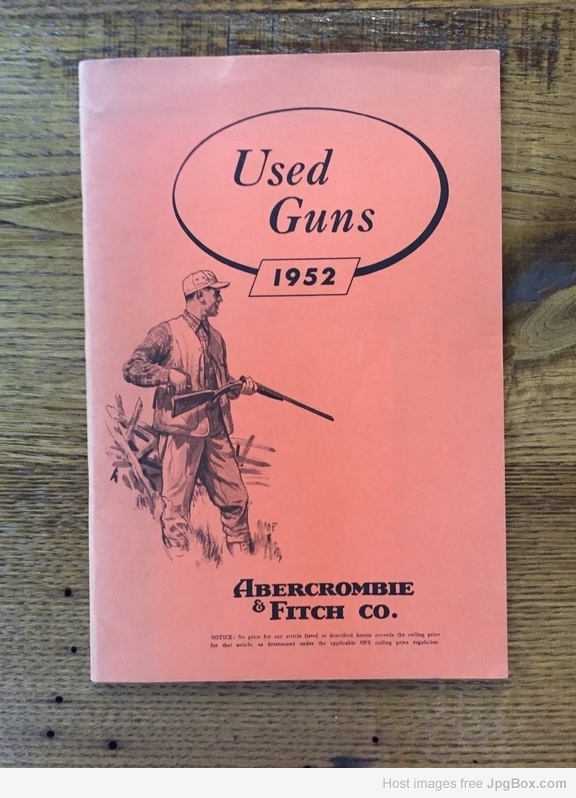 Used
Guns
1952
ABERCROMBIE
& FITCH CO.
NOTICE: No price for any article listed or described herein exceeds the ceiling price
for that article, as determined under the applicable OPS ceiling price regulation.
Host images free JpgBox.com